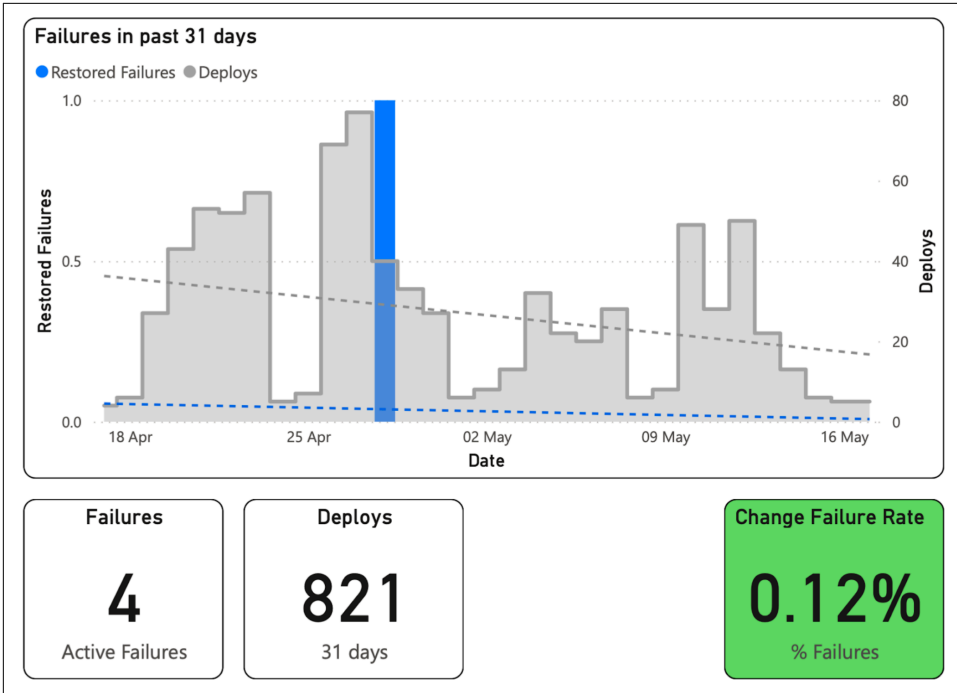 Failures in past 31 days
Restored Failures Deploys
1.0
0.5
0.0
Restored Failures
80
60
40
20
0
Deploys
18 Apr 25 Apr 02 May 09 May 16 May
Date
Failures
4
Active Failures
Deploys
821
31 days
Change Failure Rate
0.12%
% Failures